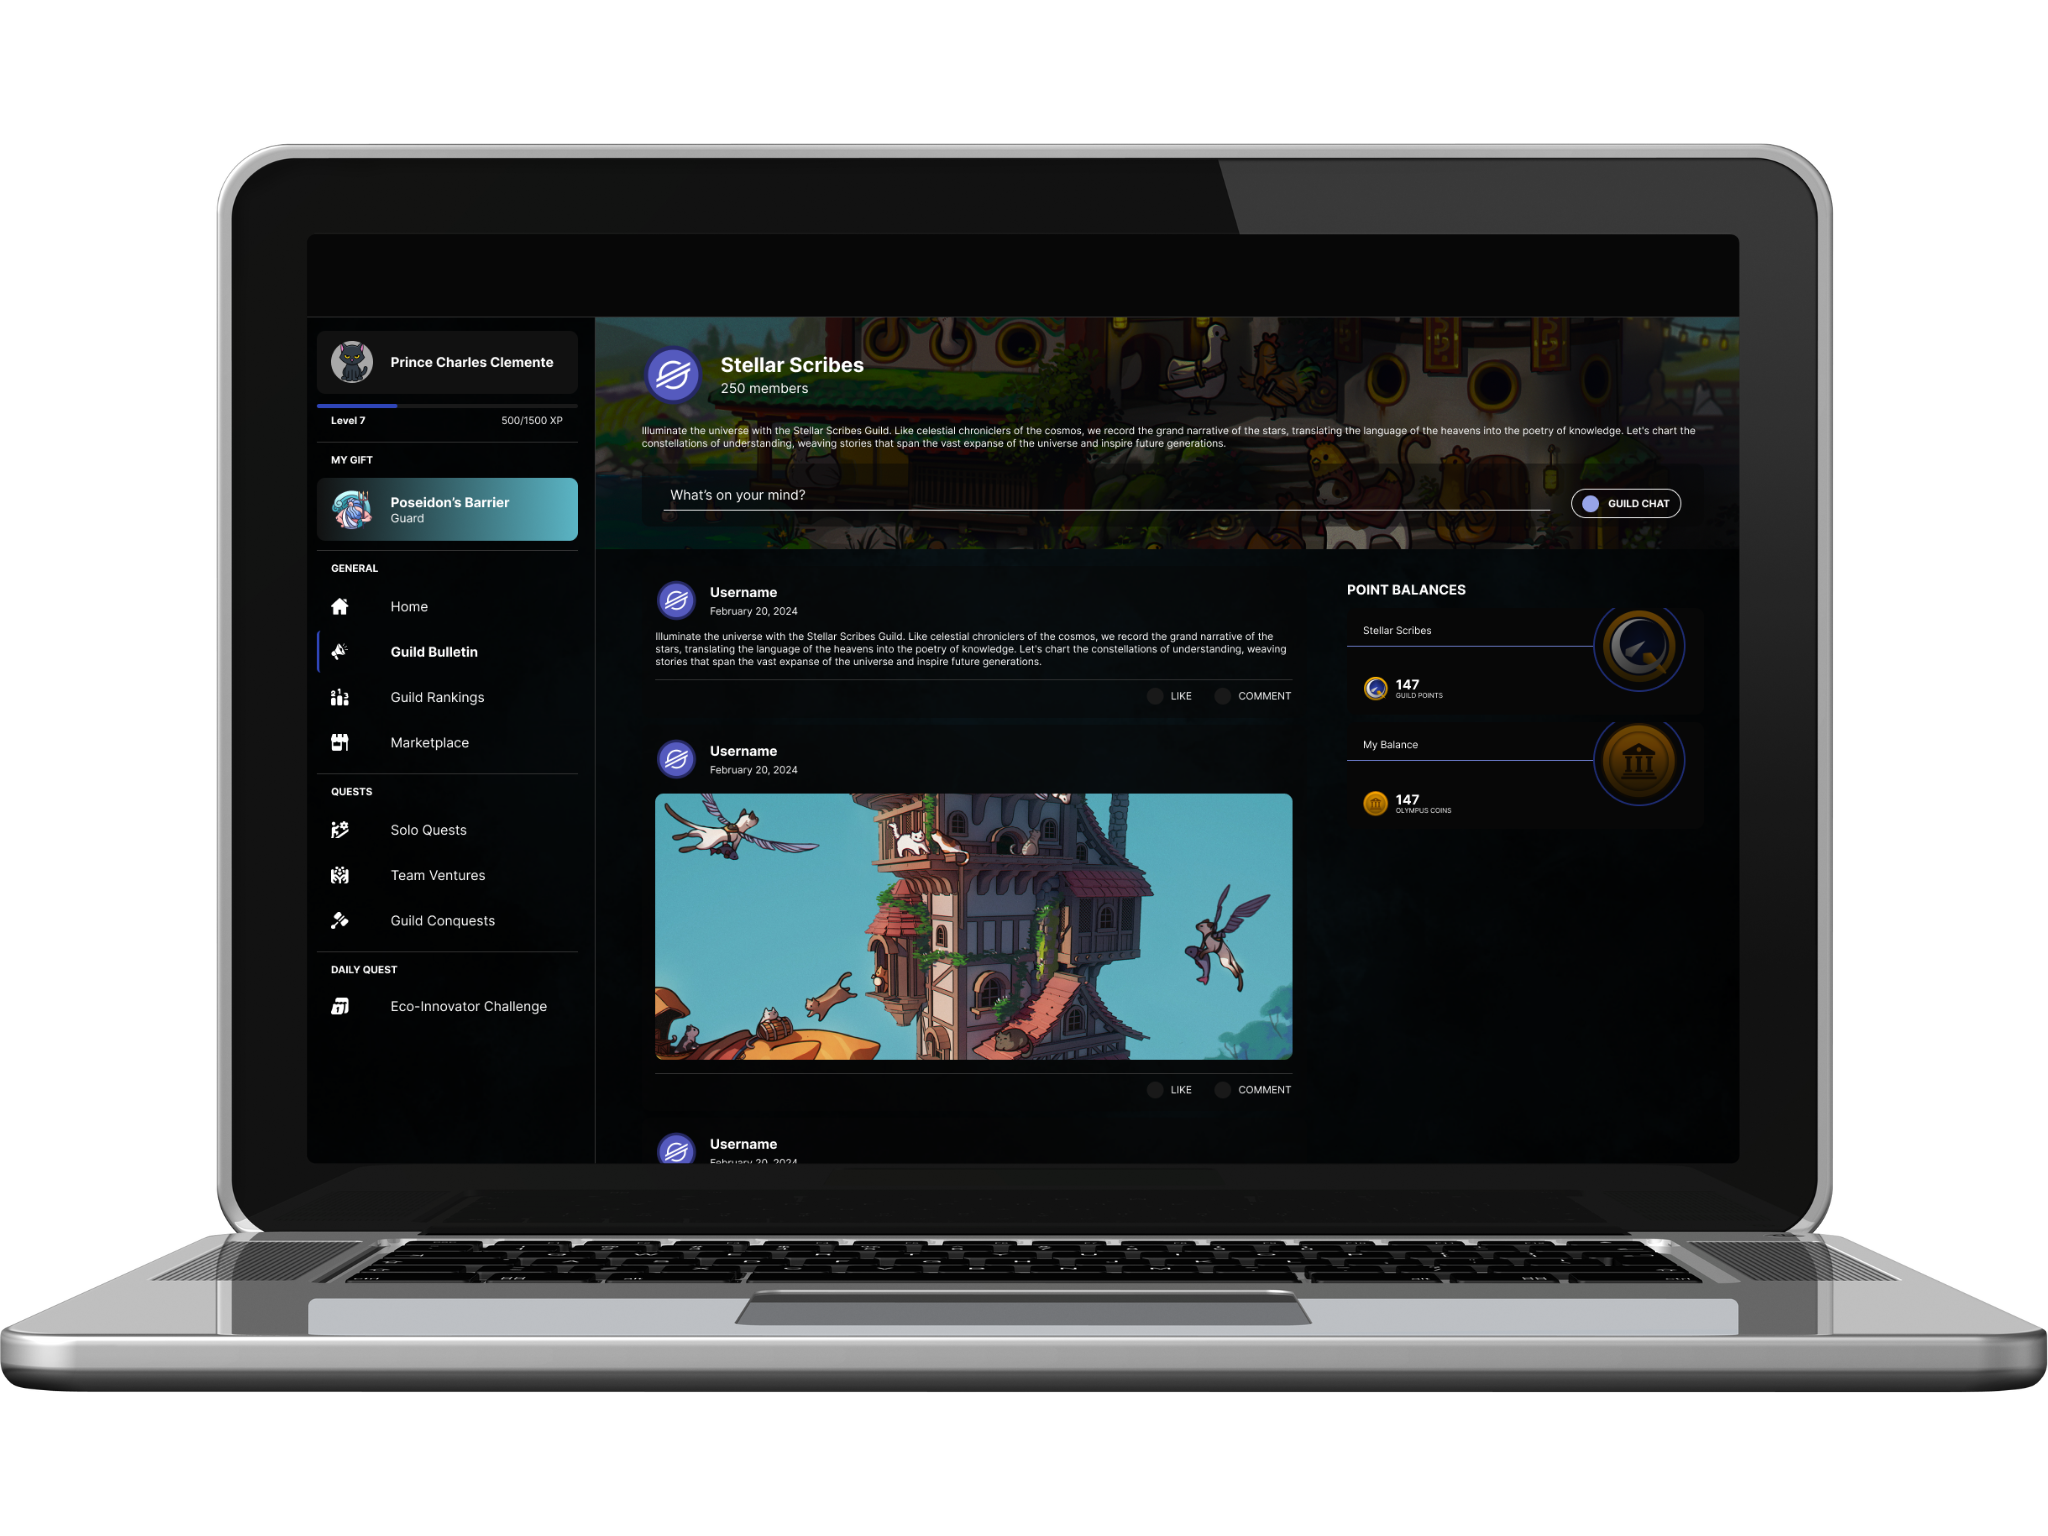 Prince Charles Clemente
Level 7
500/1500 XP
MY GIFT
Poseidon's Barrier
Guard
GENERAL
Home
Guild Bulletin
Guild Rankings
Marketplace
QUESTS
Solo Quests
Team Ventures
Guild Conquests
DAILY QUEST
Eco-Innovator Challenge
Stellar Scribes
250 members
Illuminate the universe with the Stellar Scribes Guild. Like celestial chroniclers of the cosmos, we record the grand narrative of the stars, translating the language of the heavens into the poetry of knowledge. Let's chart the
constellations of understanding, weaving stories that span the vast expanse of the universe and inspire future generations.
What's on your mind?
GUILD CHAT
Username
February 20, 2024
Illuminate the universe with the Stellar Scribes Guild. Like celestial chroniclers of the cosmos, we record the grand narrative of the
stars, translating the language of the heavens into the poetry of knowledge. Let's chart the constellations of understanding, weaving
stories that span the vast expanse of the universe and inspire future generations.
LIKE
COMMENT
Username
February 20, 2024
LIKE
COMMENT
Username
February 20, 2024
POINT BALANCES
Stellar Scribes
147
GUILD POINTS
My Balance
147
OLYMPUS COINS